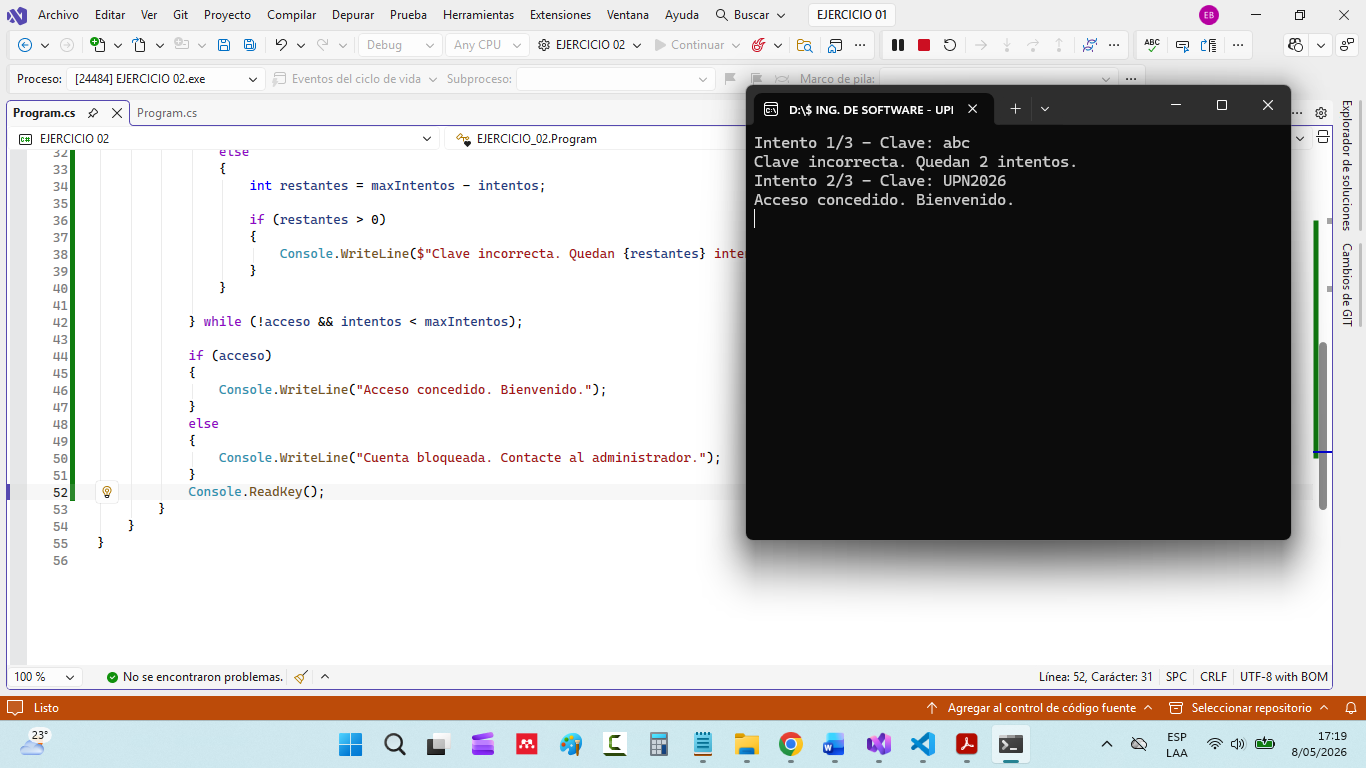 Archivo Editar Ver Git Proyecto Compilar Depurar Prueba Herramientas Extensiones Ventana Ayuda Buscar EJERCICIO 01 EB
Debug Any CPU EJERCICIO 02 Continuar ABC
Proceso: [24484] EJERCICIO 02.exe Eventos del ciclo de vida Subproceso: Marco de pila:
Program.cs Program.cs
EJERCICIO 02 EJERCICIO_02.Program
32 else
33 {
34 int restantes = maxIntentos - intentos;
35
36 if (restantes > 0)
37 {
38 Console.WriteLine($"Clave incorrecta. Quedan {restantes} inte
39 }
40 }
41
42 } while (!acceso && intentos < maxIntentos);
43
44 if (acceso)
45 {
46 Console.WriteLine("Acceso concedido. Bienvenido.");
47 }
48 else
49 {
50 Console.WriteLine("Cuenta bloqueada. Contacte al administrador.");
51 }
52 Console.ReadKey();
53 }
54 }
55 }
56
D:\$ ING. DE SOFTWARE - UPI
Intento 1/3 - Clave: abc
Clave incorrecta. Quedan 2 intentos.
Intento 2/3 - Clave: UPN2026
Acceso concedido. Bienvenido.
Explorador de soluciones
Cambios de GIT
100 % No se encontraron problemas. Línea: 52, Carácter: 31 SPC CRLF UTF-8 with BOM
Listo Agregar al control de código fuente Seleccionar repositorio
23° ESP LAA 17:19 8/05/2026